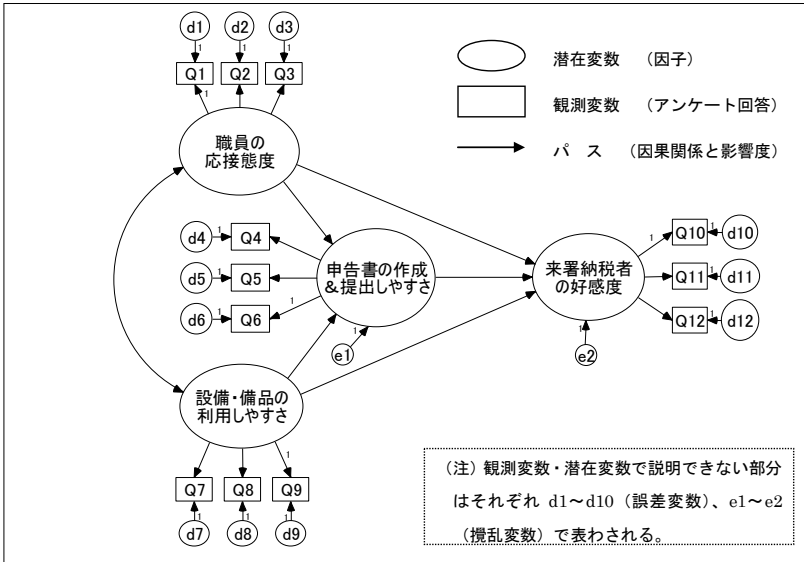 d1 d2 d3
1 1 1
Q1 Q2 Q3
1
職員の
応接態度
潜在変数 (因子)
観測変数 (アンケート回答)
パ ス (因果関係と影響度)
d4 1 Q4
d5 1 Q5
d6 1 Q6
1
申告書の作成
&提出しやすさ
1
e1
来署納税者
の好感度
1
e2
1
Q10 1 d10
Q11 1 d11
Q12 1 d12
設備・備品の
利用しやすさ
1
Q7 Q8 Q9
1 1 1
d7 d8 d9
(注) 観測変数・潜在変数で説明できない部分
はそれぞれ d1~d10 (誤差変数)、e1~e2
(攪乱変数) で表わされる。